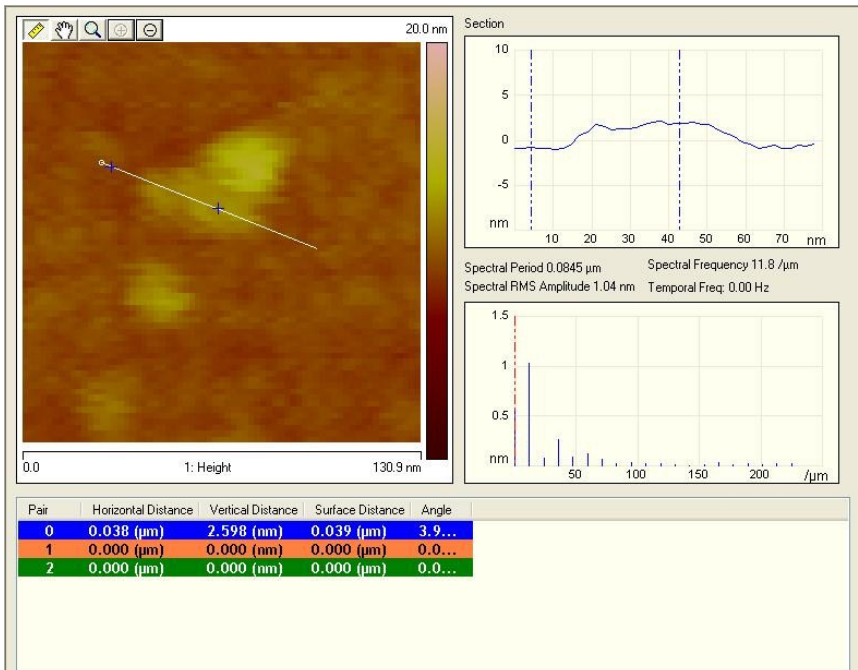 20.0 nm
0.0 1: Height 130.9 nm
Section
10
5
0
-5
nm
10 20 30 40 50 60 70 nm
Spectral Period 0.0845 µm Spectral Frequency 11.8 /µm
Spectral RMS Amplitude 1.04 nm Temporal Freq: 0.00 Hz
1.5
1
0.5
nm
50 100 150 200 /µm
Pair Horizontal Distance Vertical Distance Surface Distance Angle
0 0.038 (µm) 2.598 (nm) 0.039 (µm) 3.9...
1 0.000 (µm) 0.000 (nm) 0.000 (µm) 0.0...
2 0.000 (µm) 0.000 (nm) 0.000 (µm) 0.0...